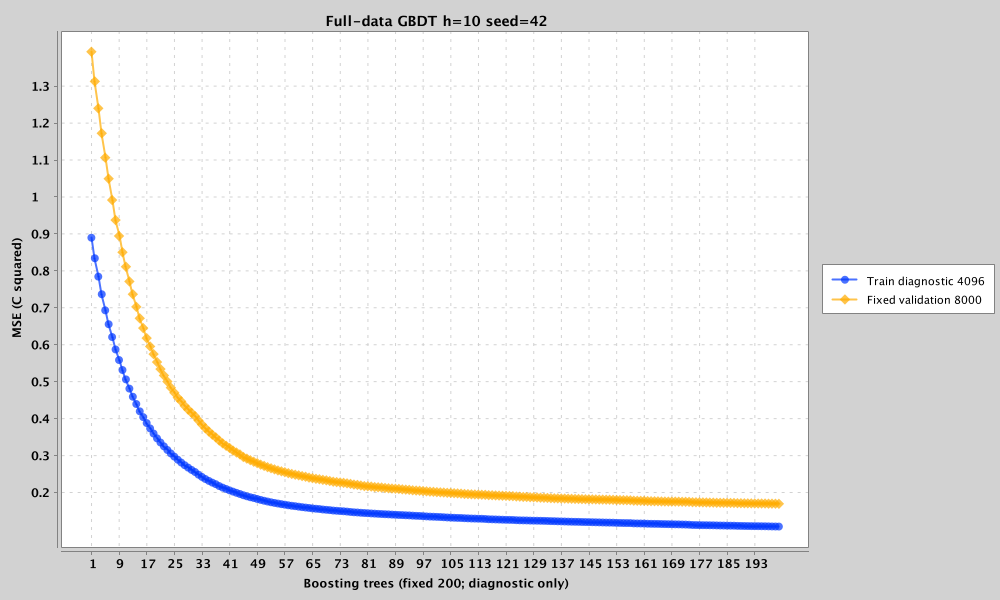 Full-data GBDT h=10 seed=42
MSE (C squared)
1.3
1.2
1.1
1
0.9
0.8
0.7
0.6
0.5
0.4
0.3
0.2
1 9 17 25 33 41 49 57 65 73 81 89 97 105 113 121 129 137 145 153 161 169 177 185 193
Boosting trees (fixed 200; diagnostic only)
Train diagnostic 4096
Fixed validation 8000